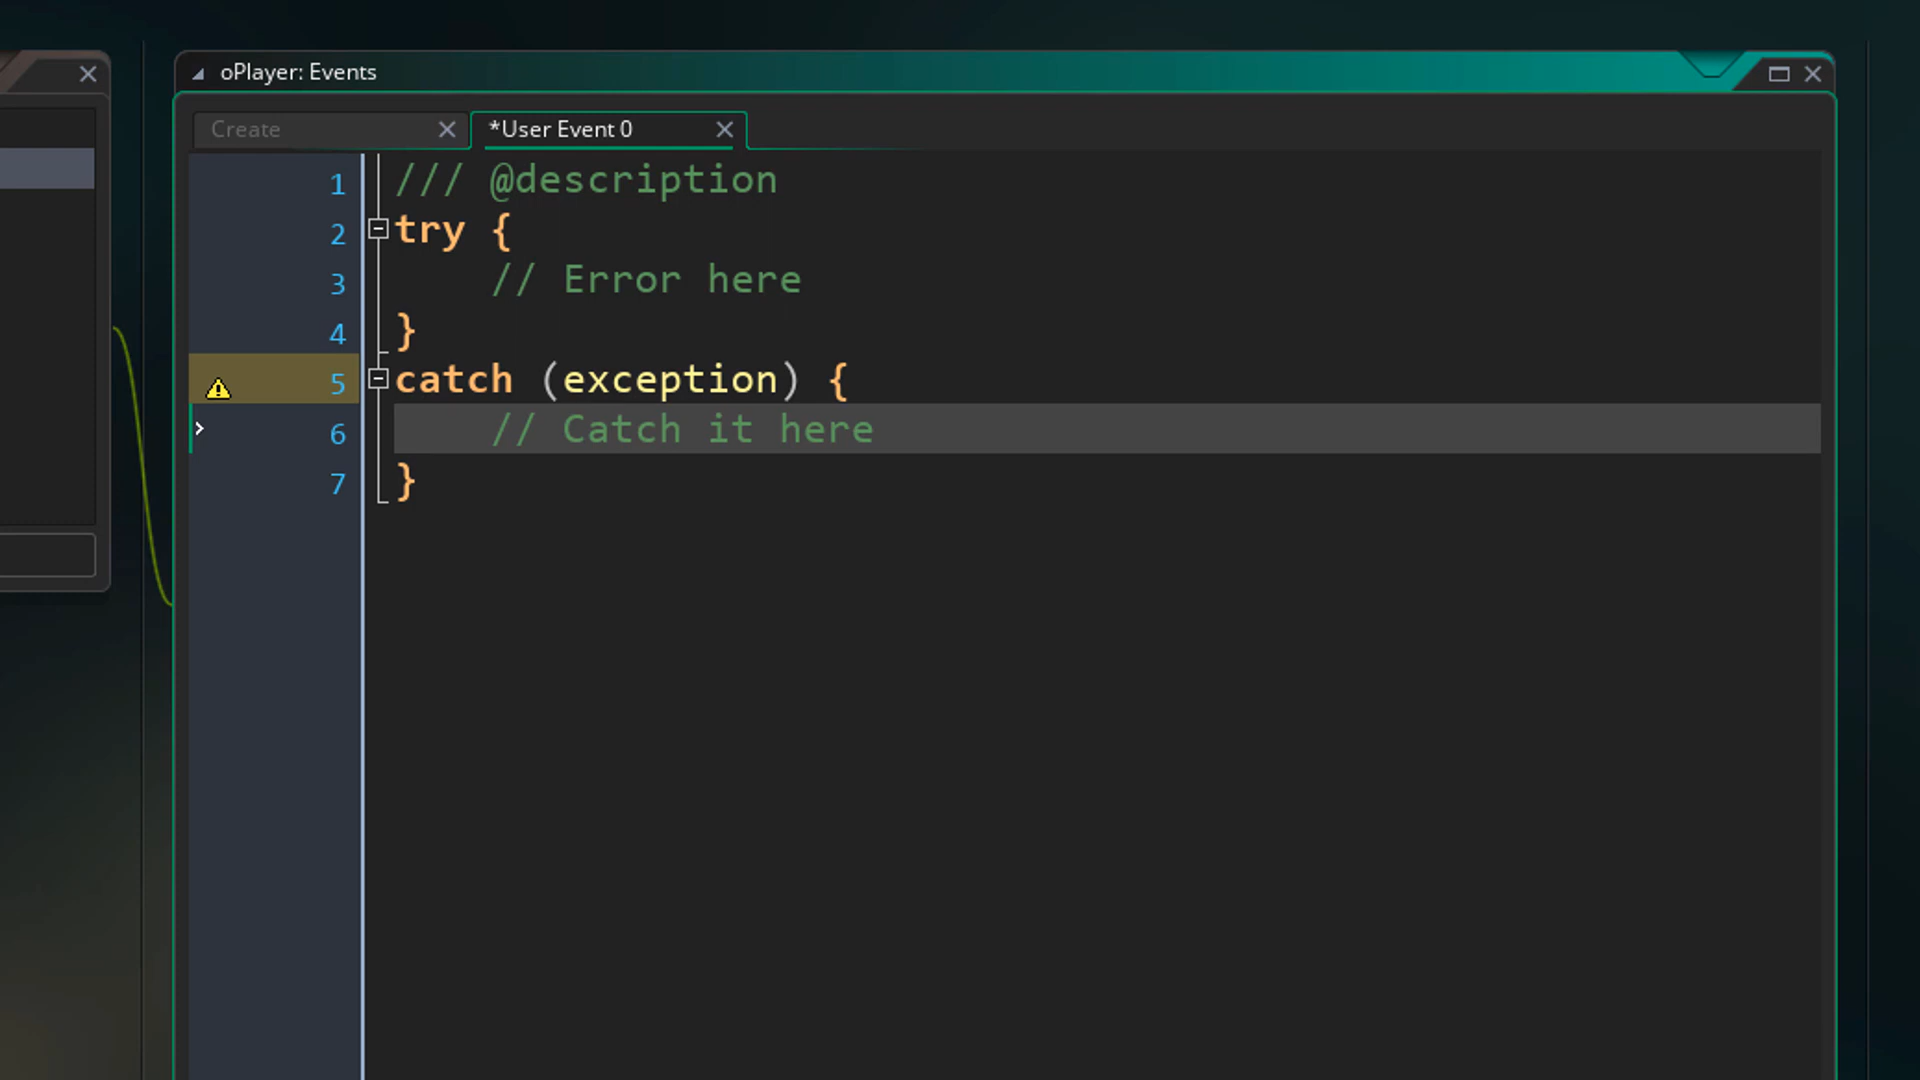 oPlayer: Events
Create
*User Event 0
1 /// @description
2 try {
3 // Error here
4 }
5 catch (exception) {
6 // Catch it here
7 }